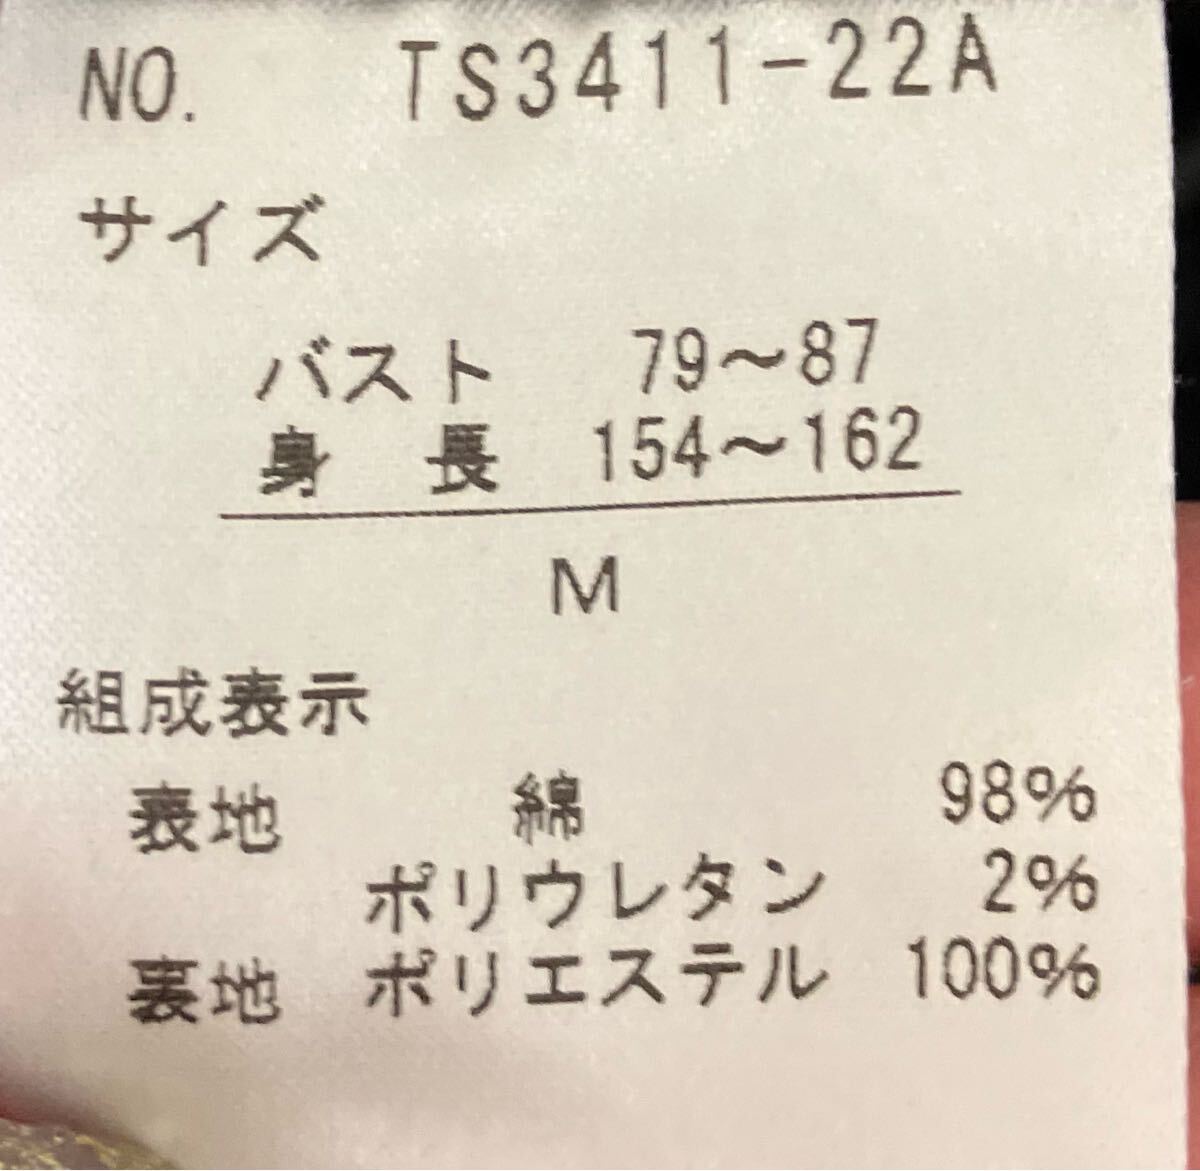 NO. TS3411-22A
サイズ
バスト 79～87
身長 154～162
M
組成表示
表地 綿 98%
ポリウレタン 2%
裏地 ポリエステル 100%